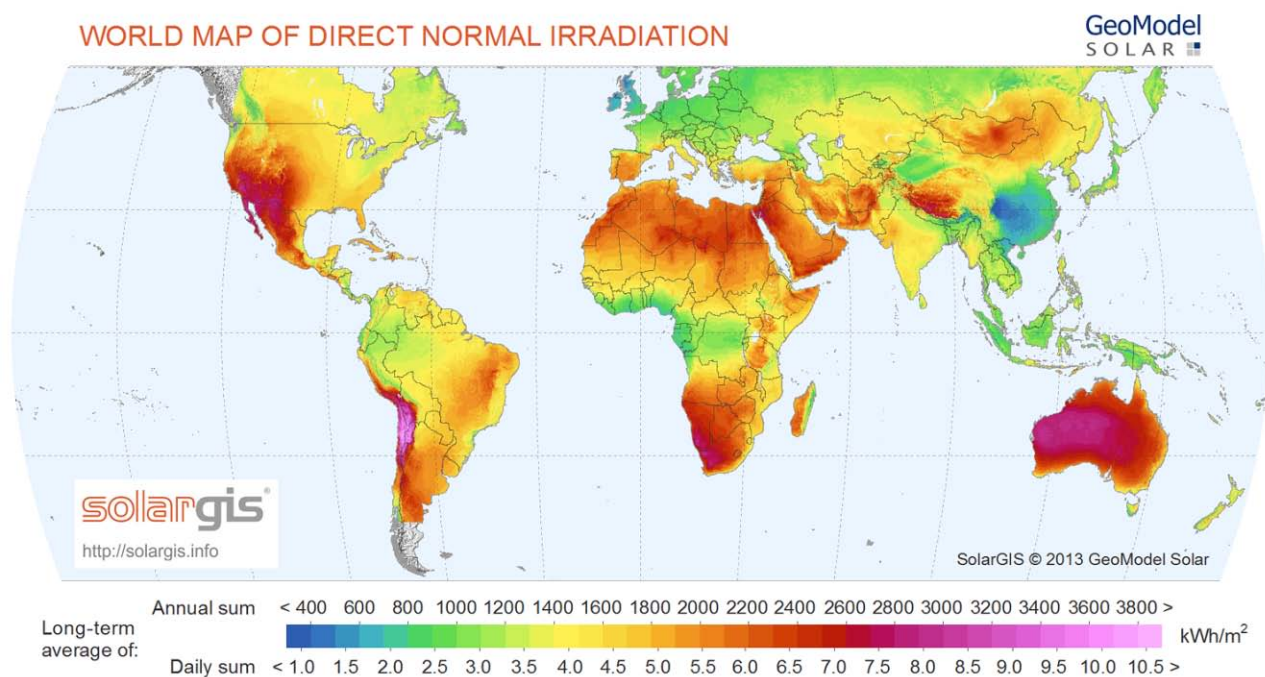 WORLD MAP OF DIRECT NORMAL IRRADIATION
GeoModel
SOLAR
solargis®
http://solargis.info
SolarGIS © 2013 GeoModel Solar
Annual sum < 400 600 800 1000 1200 1400 1600 2000 2200 2400 2600 2800 3000 3200 3400 3600 3800 >
Long-term
average of:
kWh/m²
Daily sum < 1.0 1.5 2.0 2.5 3.0 3.5 4.0 4.5 5.0 5.5 6.0 6.5 7.0 7.5 8.0 8.5 9.0 9.5 10.0 10.5 >